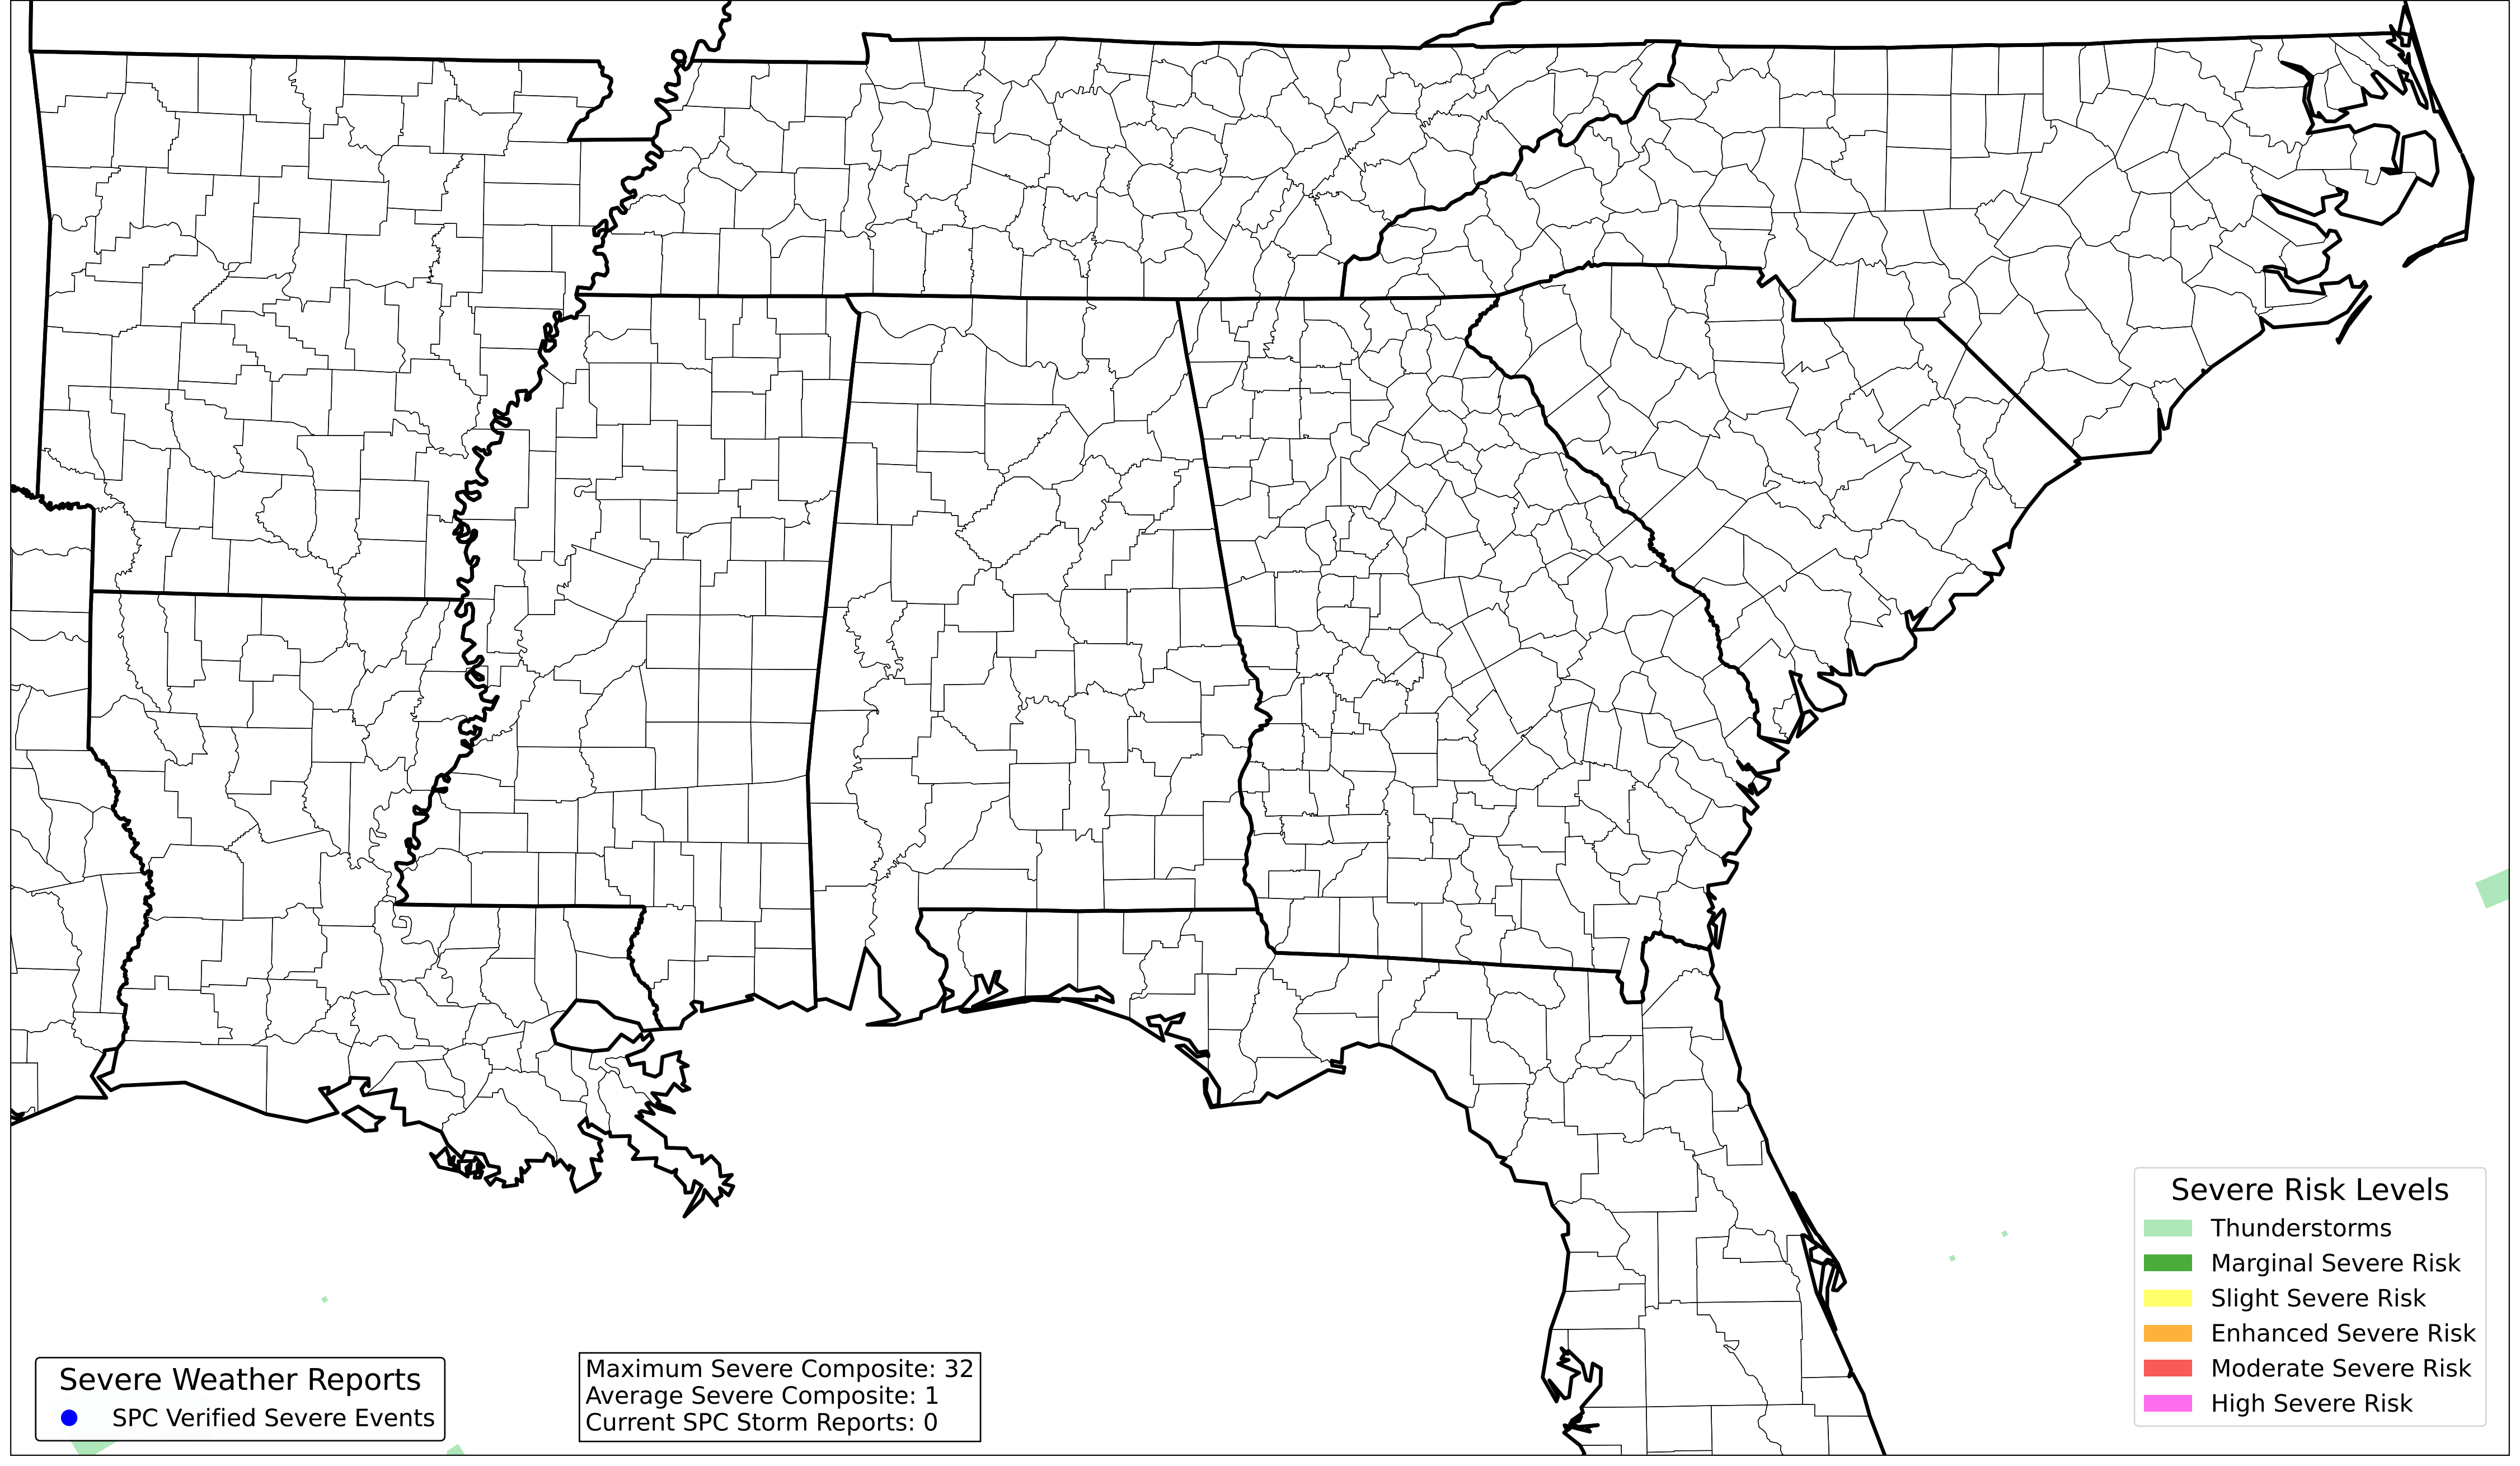 Severe Risk Levels
Thunderstorms
Marginal Severe Risk
Slight Severe Risk
Enhanced Severe Risk
Moderate Severe Risk
High Severe Risk
Severe Weather Reports
SPC Verified Severe Events
Maximum Severe Composite: 32
Average Severe Composite: 1
Current SPC Storm Reports: 0